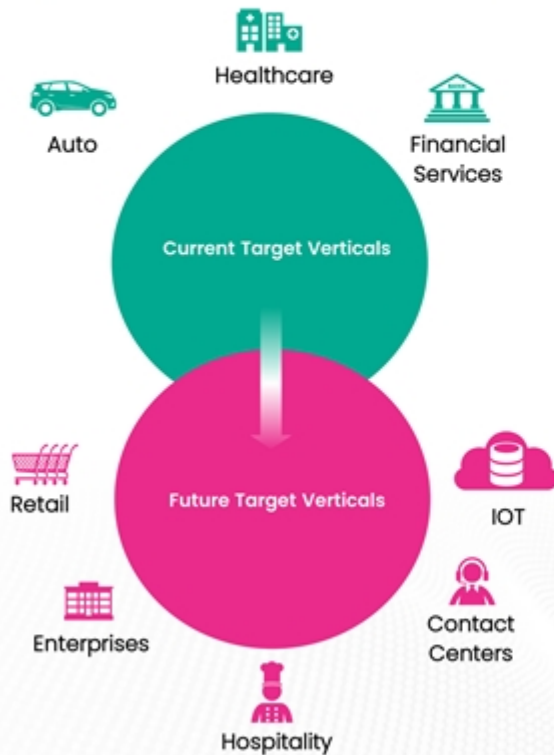 Healthcare
Auto
Financial
Services
Current Target Verticals
Future Target Verticals
Retail
IOT
Enterprises
Contact
Centers
Hospitality